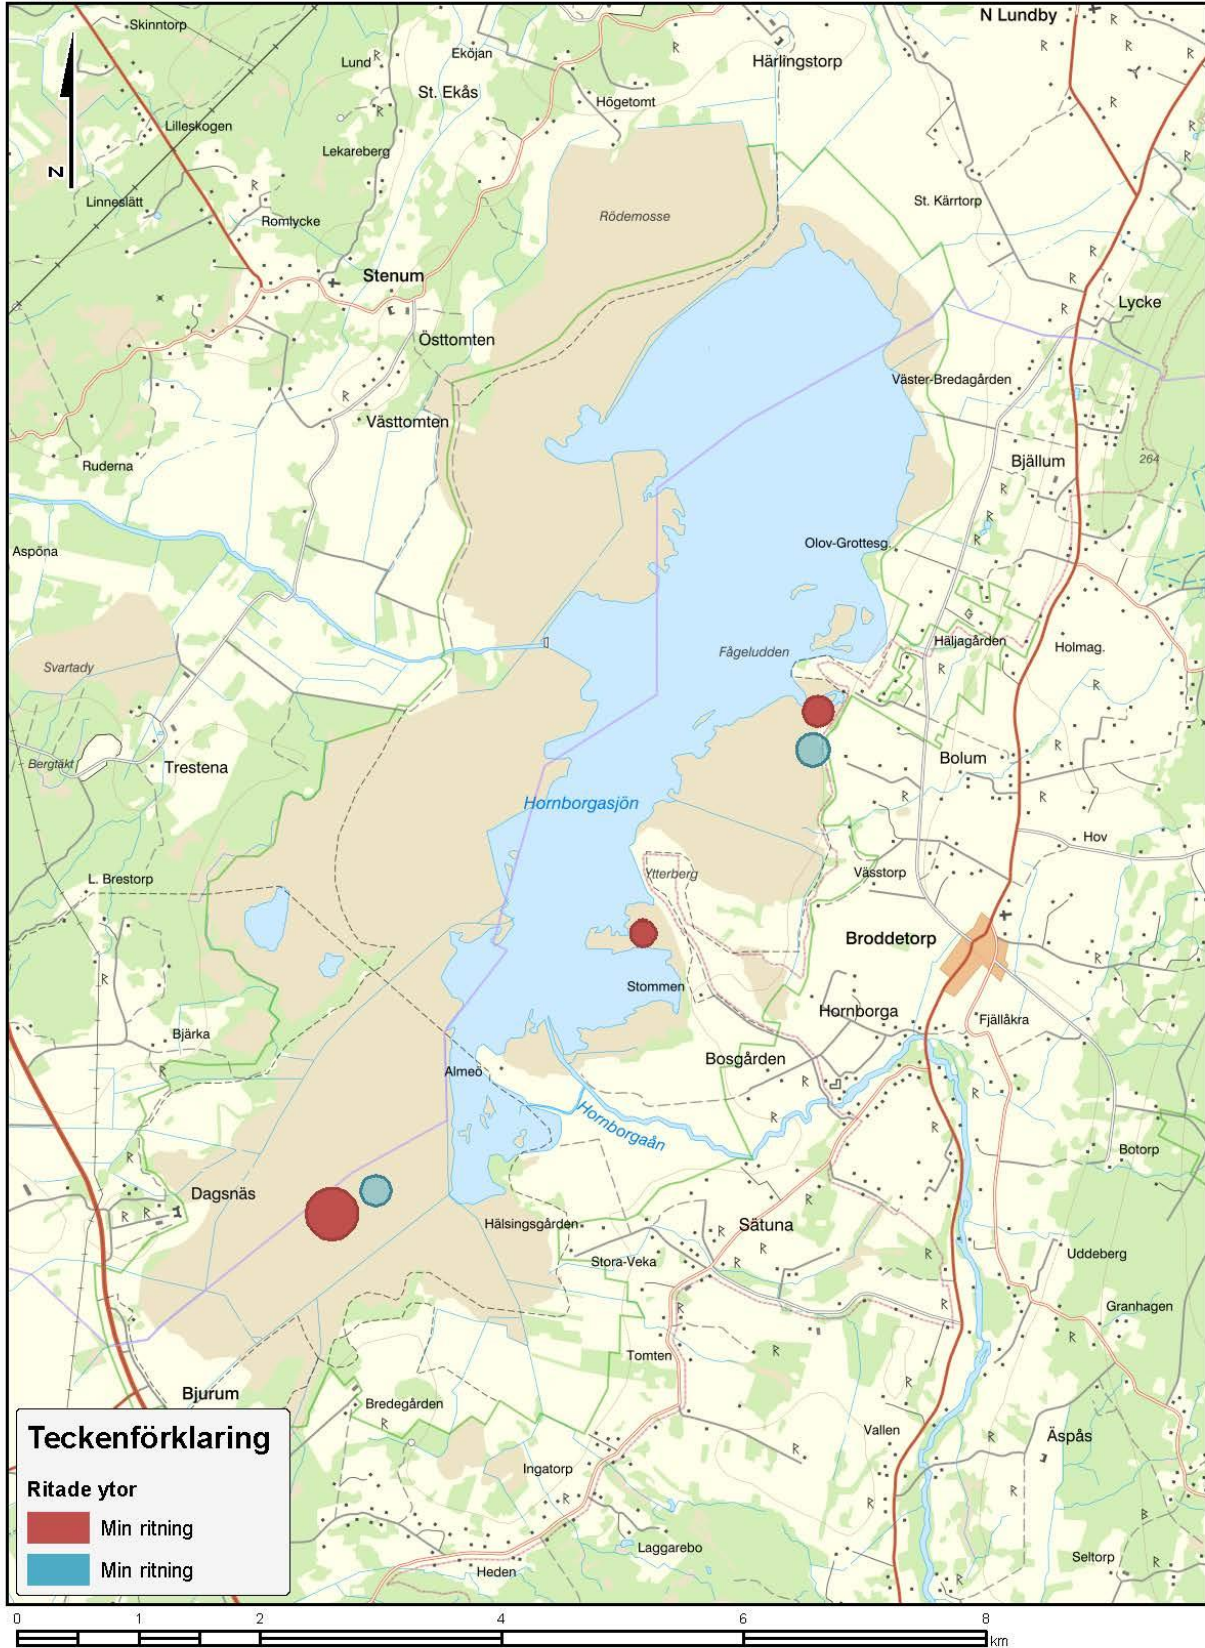 Skinntorp
Eköjan
N Lundby
Lund
Härlingstorp
St. Ekås
Högetomt
Lilleskogen
Lekareberg
N
Linneslätt
Romlycke
Rödemosse
St. Kärrtorp
Stenum
Lycke
Östtomten
Väster-Bredagården
Västtomten
Bjällum
264
Ruderna
Olov-Grottesg.
Aspöna
Häljagården
Holmag.
Fågeludden
Svartady
Bergtäkt
Trestena
Bolum
Hornborgasjön
Hov
Ytterberg
Vässtorp
L. Brestorp
Broddetorp
Stommen
Hornborga
Fjällåkra
Bjärka
Bosgården
Almeö
Hornborgaån
Botorp
Dagsnäs
Hälsingsgården
Sätuna
Stora-Veka
Uddeberg
Granhagen
Tomten
Bjurum
Bredegården
Vallen
Äspås
Ingatorp
Laggarebo
Seltorp
Heden
Teckenförklaring
Ritade ytor
Min ritning
Min ritning
0 1 2 4 6 8
km